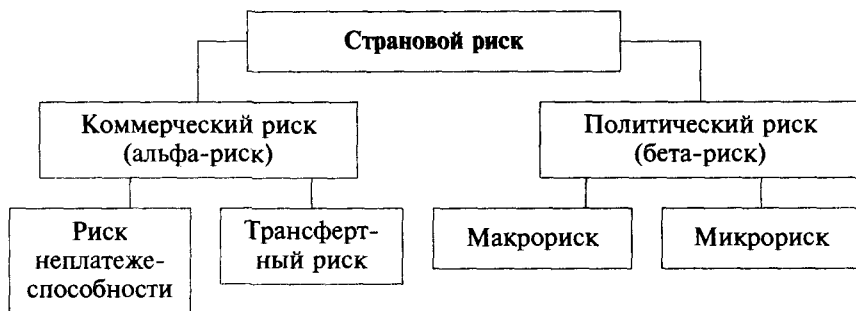 Страновой риск
Коммерческий риск
(альфа-риск)
Политический риск
(бета-риск)
Риск
неплатеже-
способности
Трансферт-
ный риск
Макрориск
Микрориск